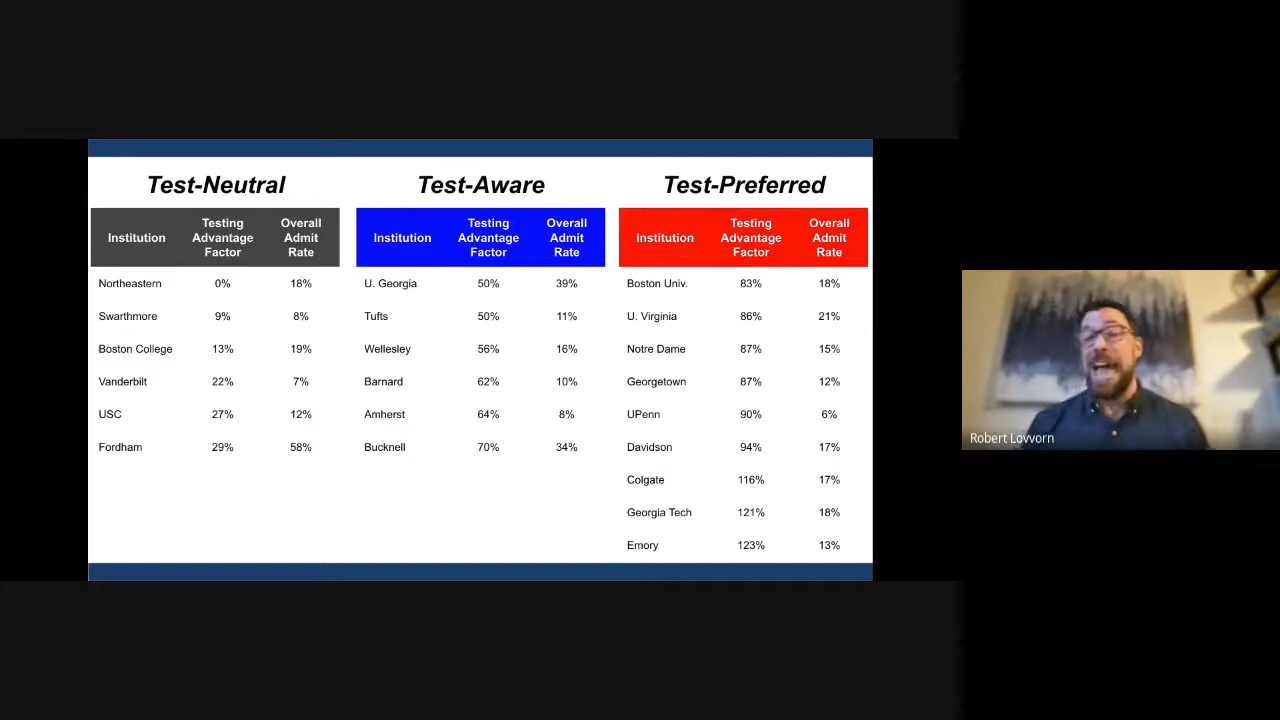 Test-Neutral
Institution Testing Advantage Factor Overall Admit Rate
Northeastern 0% 18%
Swarthmore 9% 8%
Boston College 13% 19%
Vanderbilt 22% 7%
USC 27% 12%
Fordham 29% 58%
Test-Aware
Institution Testing Advantage Factor Overall Admit Rate
U. Georgia 50% 39%
Tufts 50% 11%
Wellesley 56% 16%
Barnard 62% 10%
Amherst 64% 8%
Bucknell 70% 34%
Test-Preferred
Institution Testing Advantage Factor Overall Admit Rate
Boston Univ. 83% 18%
U. Virginia 86% 21%
Notre Dame 87% 15%
Georgetown 87% 12%
UPenn 90% 6%
Davidson 94% 17%
Colgate 116% 17%
Georgia Tech 121% 18%
Emory 123% 13%
Robert Lovvorn